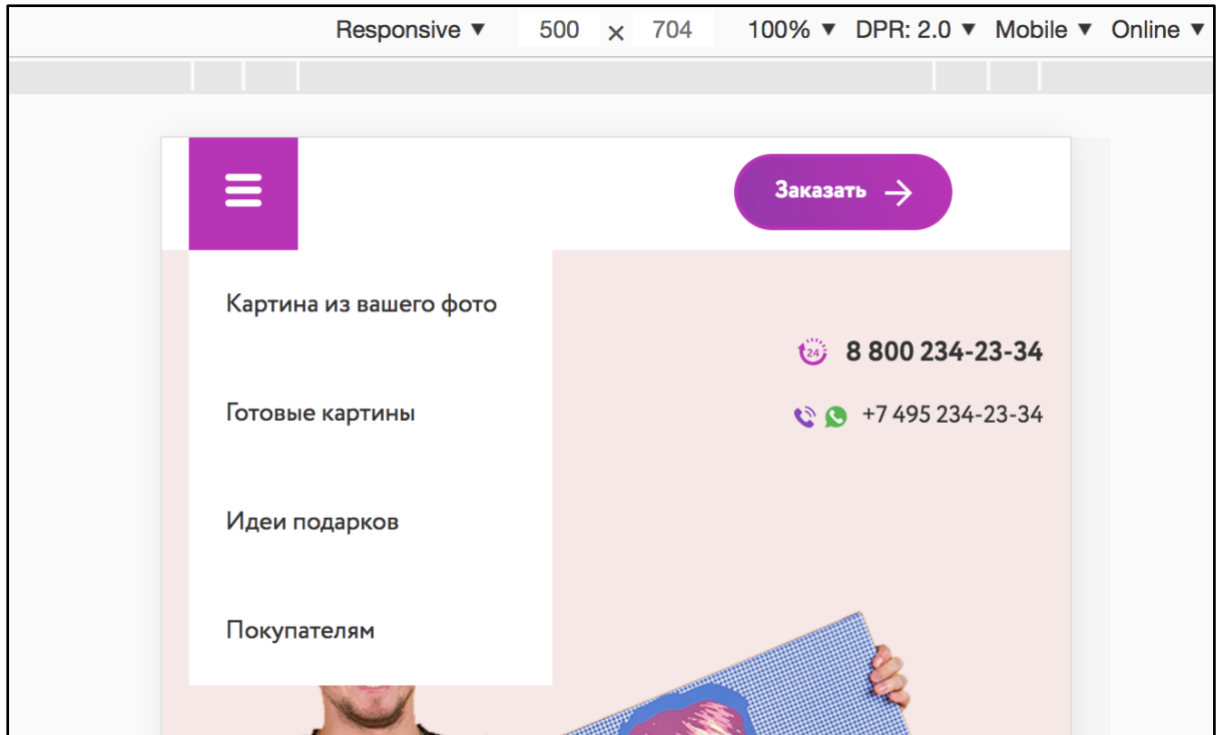 Responsive ▼ 500 × 704 100% ▼ DPR: 2.0 ▼ Mobile ▼ Online ▼
Заказать →
Картина из вашего фото
24 8 800 234-23-34
Готовые картины
+7 495 234-23-34
Идеи подарков
Покупателям